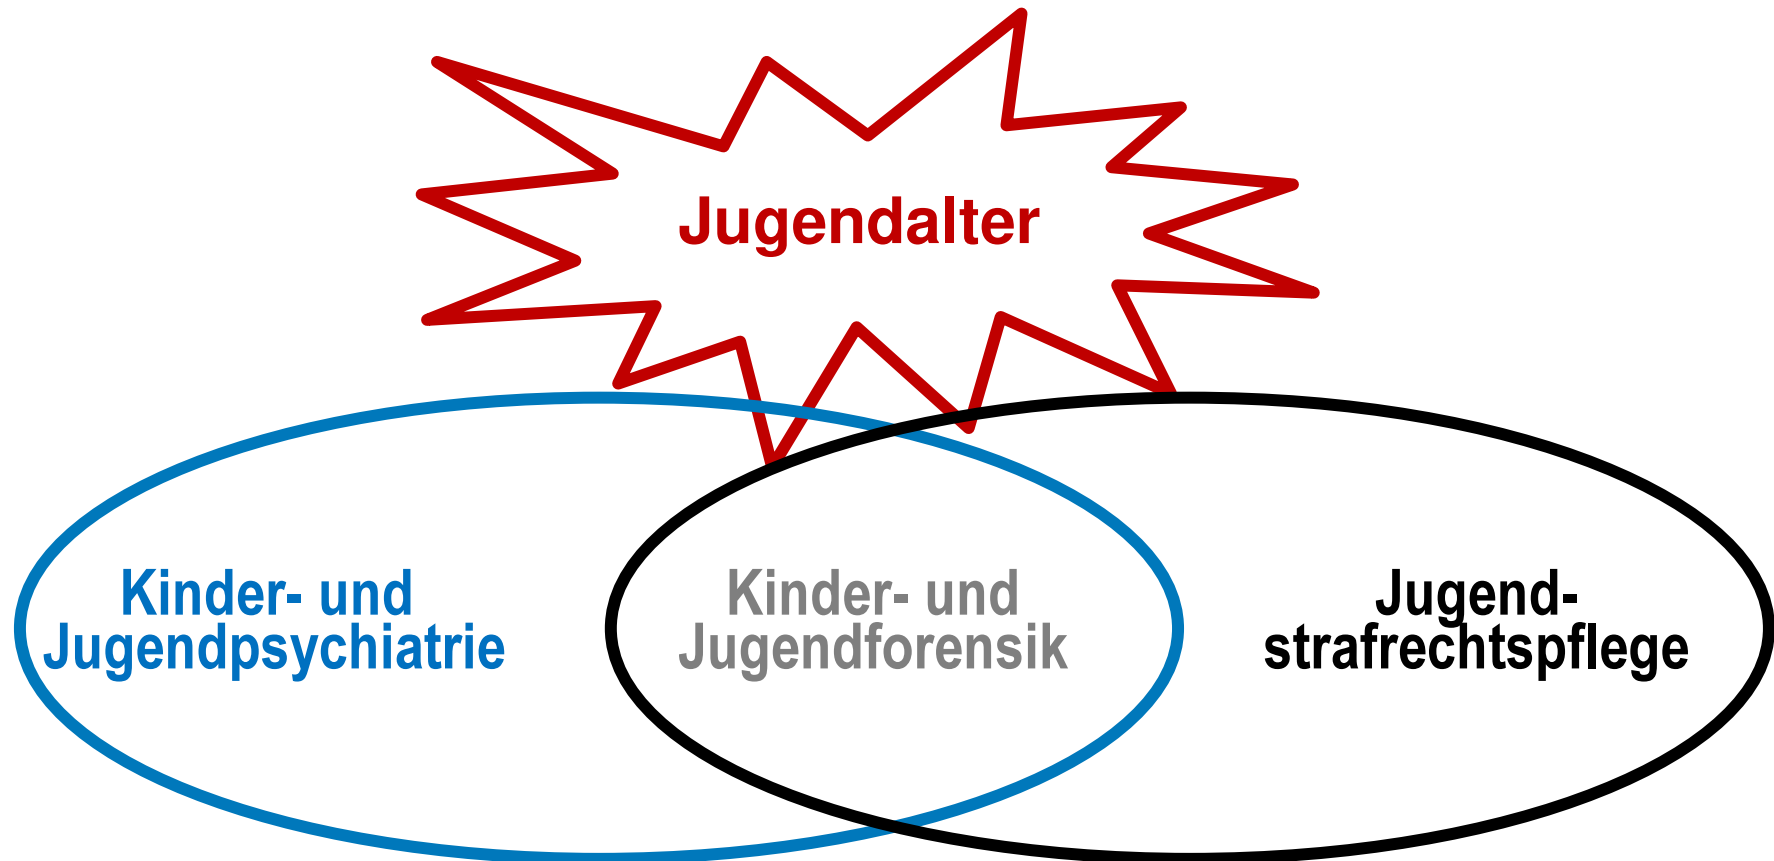 Jugendalter
Kinder- und
Jugendpsychiatrie
Kinder- und
Jugendforensik
Jugend-
strafrechtspflege